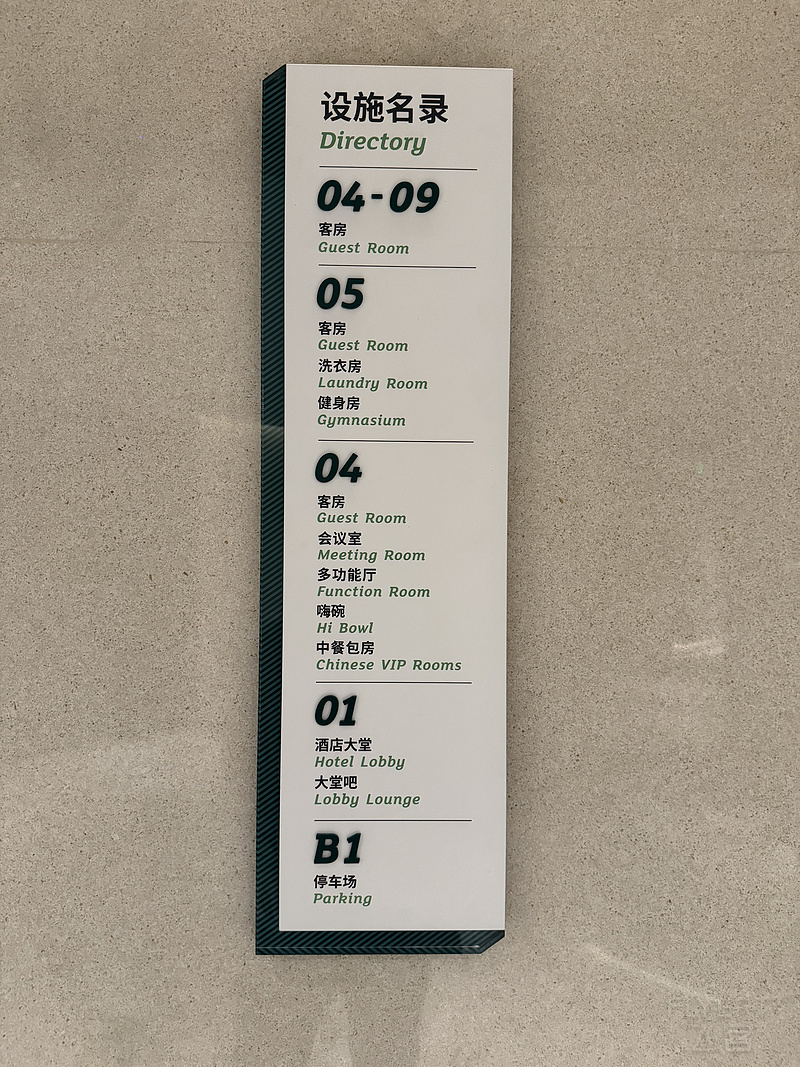 设施名录
Directory
04-09
客房
Guest Room
05
客房
Guest Room
洗衣房
Laundry Room
健身房
Gymnasium
04
客房
Guest Room
会议室
Meeting Room
多功能厅
Function Room
嗨碗
Hi Bowl
中餐包房
Chinese VIP Rooms
01
酒店大堂
Hotel Lobby
大堂吧
Lobby Lounge
B1
停车场
Parking